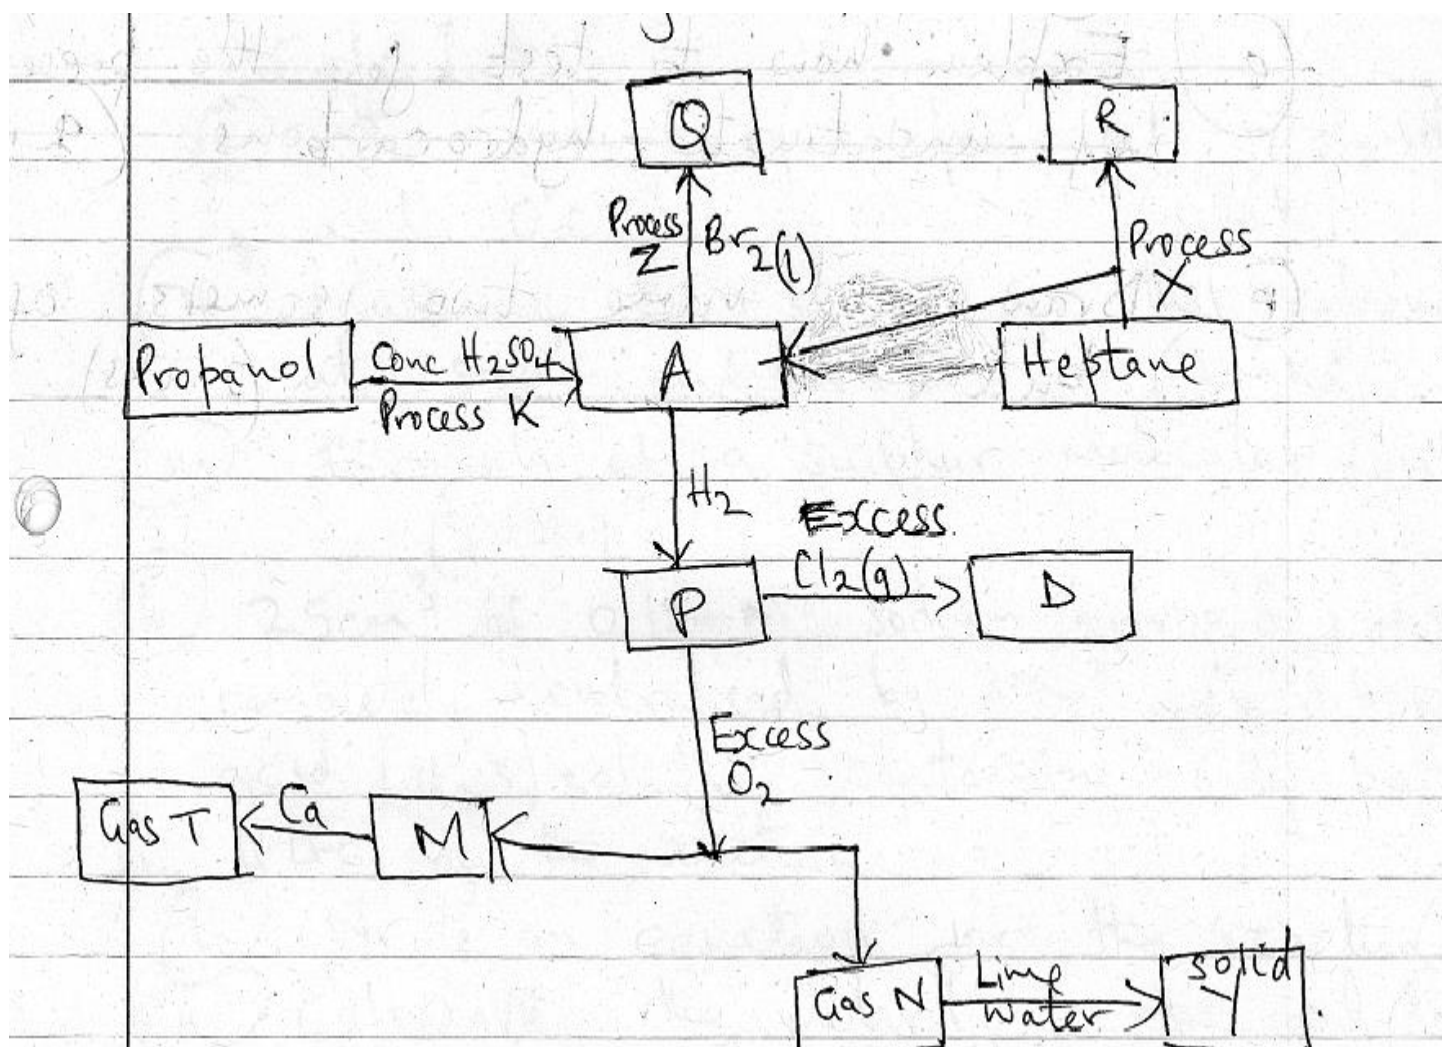 Q
R
Process
Z
Br2(l)
Process
X
Propanol
Conc H2SO4
Process K
A
Heptane
H2
Excess
Cl2(g)
P
D
Excess
O2
Gas T
Ca
M
Gas N
Lime
Water
solid
Y